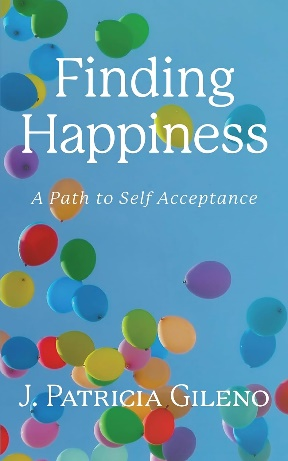 Finding
Happiness
A Path to Self Acceptance
J. Patricia Gileno